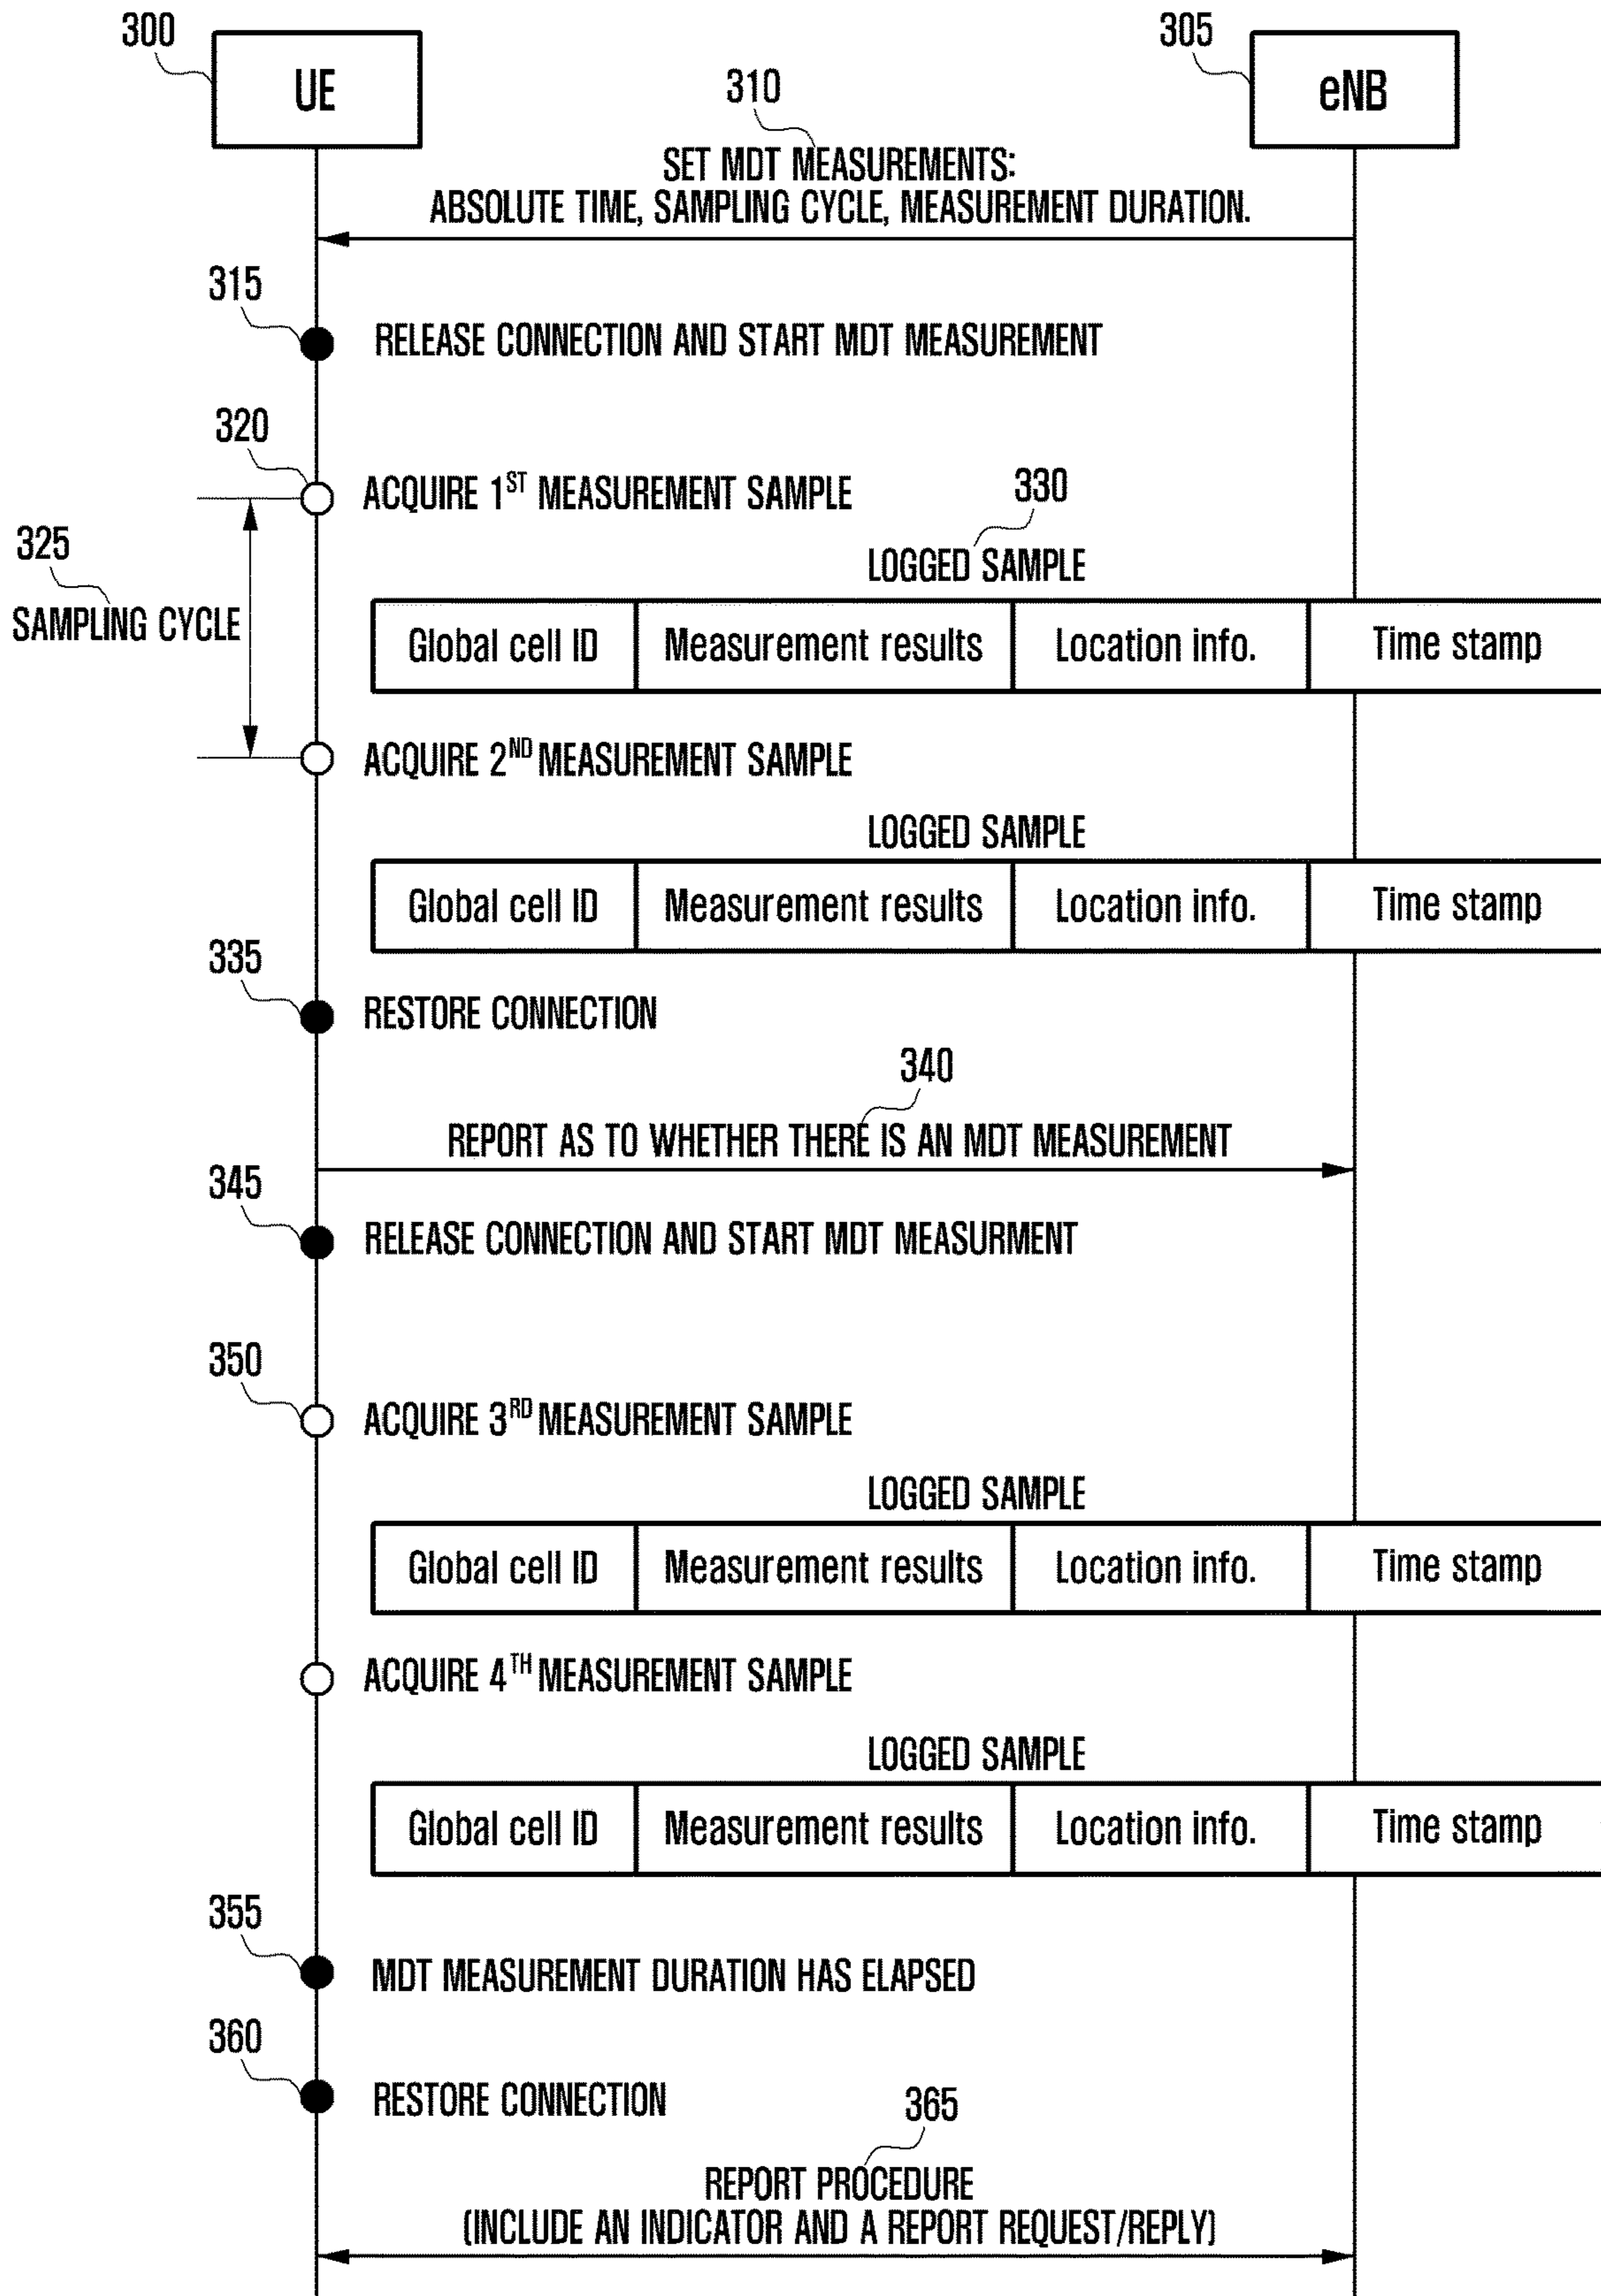 300
UE
305
eNB
310
SET MDT MEASUREMENTS:
ABSOLUTE TIME, SAMPLING CYCLE, MEASUREMENT DURATION.
315
RELEASE CONNECTION AND START MDT MEASUREMENT
320
ACQUIRE 1ST MEASUREMENT SAMPLE
330
325
SAMPLING CYCLE
LOGGED SAMPLE
Global cell ID Measurement results Location info. Time stamp
ACQUIRE 2ND MEASUREMENT SAMPLE
LOGGED SAMPLE
Global cell ID Measurement results Location info. Time stamp
335
RESTORE CONNECTION
340
REPORT AS TO WHETHER THERE IS AN MDT MEASUREMENT
345
RELEASE CONNECTION AND START MDT MEASURMENT
350
ACQUIRE 3RD MEASUREMENT SAMPLE
LOGGED SAMPLE
Global cell ID Measurement results Location info. Time stamp
ACQUIRE 4TH MEASUREMENT SAMPLE
LOGGED SAMPLE
Global cell ID Measurement results Location info. Time stamp
355
MDT MEASUREMENT DURATION HAS ELAPSED
360
RESTORE CONNECTION
365
REPORT PROCEDURE
(INCLUDE AN INDICATOR AND A REPORT REQUEST/REPLY)